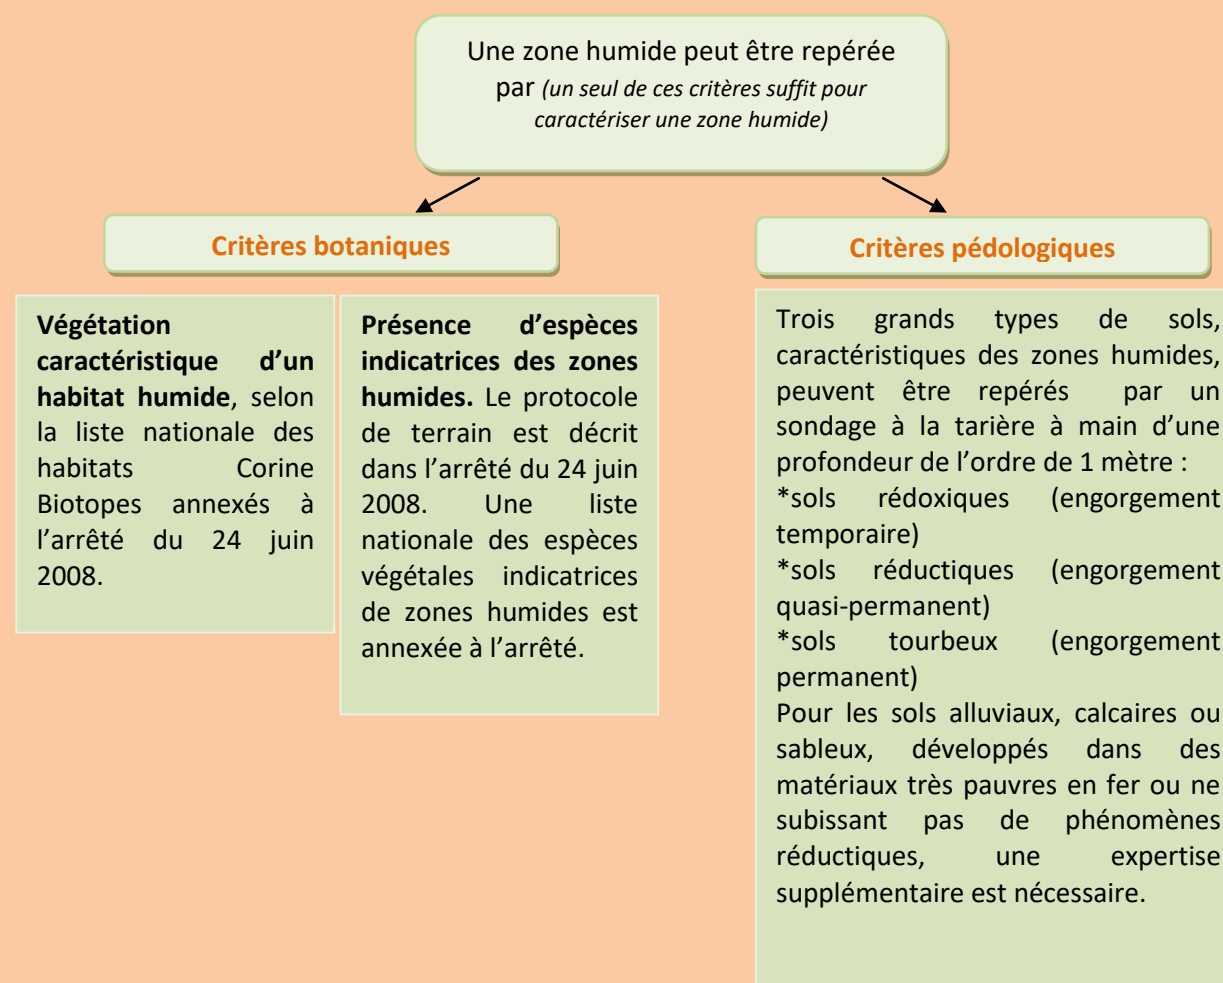 Une zone humide peut être repérée
par (un seul de ces critères suffit pour
caractériser une zone humide)
Critères botaniques
Végétation
caractéristique d’un
habitat humide, selon
la liste nationale des
habitats Corine
Biotopes annexés à
l’arrêté du 24 juin
2008.
Présence d’espèces
indicatrices des zones
humides. Le protocole
de terrain est décrit
dans l’arrêté du 24 juin
2008. Une liste
nationale des espèces
végétales indicatrices
de zones humides est
annexée à l’arrêté.
Critères pédologiques
Trois grands types de sols,
caractéristiques des zones humides,
peuvent être repérés par un
sondage à la tarière à main d’une
profondeur de l’ordre de 1 mètre :
*sols rédoxiques (engorgement
temporaire)
*sols réductiques (engorgement
quasi-permanent)
*sols tourbeux (engorgement
permanent)
Pour les sols alluviaux, calcaires ou
sableux, développés dans des
matériaux très pauvres en fer ou ne
subissant pas de phénomènes
réductiques, une expertise
supplémentaire est nécessaire.